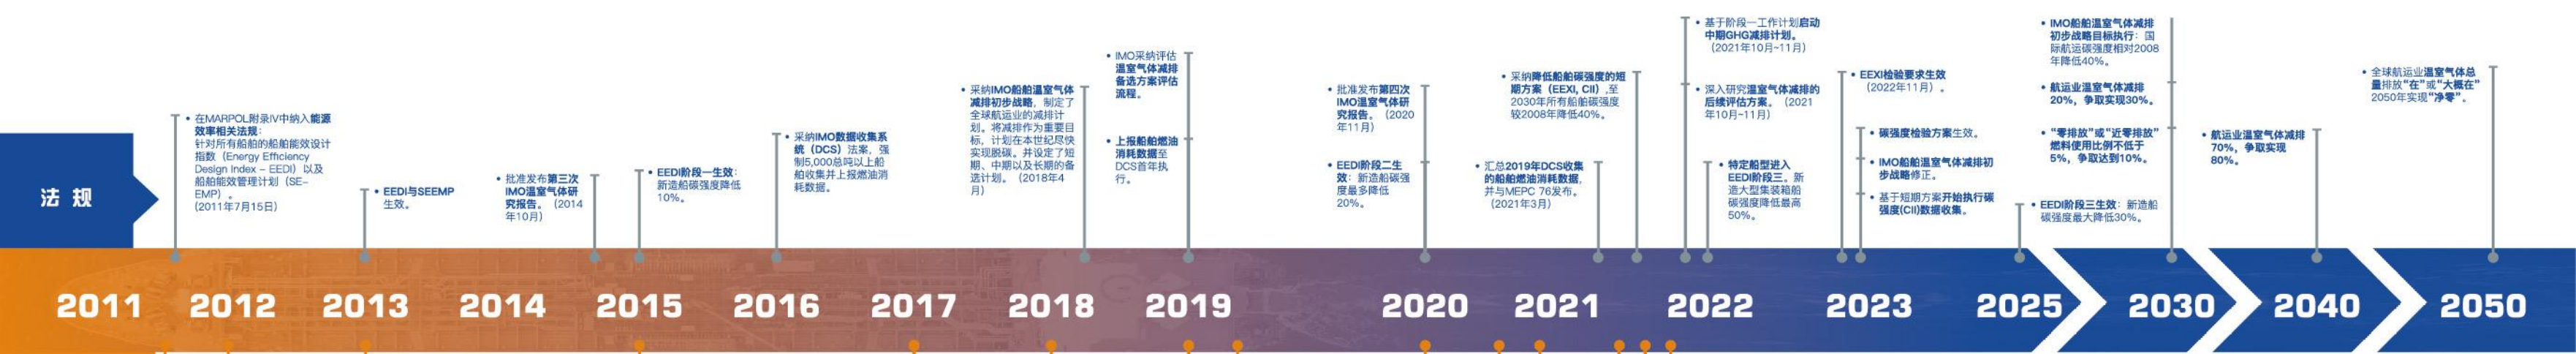 法 规
• 在MARPOL附录IV中纳入能源
效率相关法规：
针对所有船舶的船舶能效设计
指数（Energy Efficiency
Design Index – EEDI）以及
船舶能效管理计划（SE–
EMP）。
（2011年7月15日）
• EEDI与SEEMP
生效。
• 批准发布第三次
IMO温室气体研
究报告。（2014
年10月）
• EEDI阶段一生效：
新造船碳强度降低
10%。
• 采纳IMO数据收集系
统（DCS）法案，强
制5,000总吨以上船
舶收集并上报燃油消
耗数据。
• 采纳IMO船舶温室气体
减排初步战略，制定了
全球航运业的减排计
划。将减排作为重要目
标，计划在本世纪尽快
实现脱碳。并设定了短
期、中期以及长期的备
选计划。（2018年4
月）
• IMO采纳评估
温室气体减排
备选方案评估
流程。
• 上报船舶燃油
消耗数据至
DCS首年执
行。
• 批准发布第四次
IMO温室气体研
究报告。（2020
年11月）
• EEDI阶段二生
效：新造船碳强
度最多降低
20%。
• 采纳降低船舶碳强度的短
期方案（EEXI, CII）,至
2030年所有船舶碳强度
较2008年降低40%。
• 汇总2019年DCS收集
的船舶燃油消耗数据，
并与MEPC 76发布。
（2021年3月）
• 基于阶段一工作计划启动
中期GHG减排计划。
（2021年10月–11月）
• 深入研究温室气体减排的
后续评估方案。（2021
年10月–11月）
• 特定船型进入
EEDI阶段三。新
造大型集装箱船
碳强度降低最高
50%。
• EEXI检验要求生效
（2022年11月）。
• 碳强度检验方案生效。
• IMO船舶温室气体减排初
步战略修正。
• 基于短期方案开始执行碳
强度(CII)数据收集。
• IMO船舶温室气体减排
初步战略目标执行：国
际航运碳强度相对2008
年降低40%。
• 航运业温室气体减排
20%，争取实现30%。
• “零排放”或“近零排放”
燃料使用比例不低于
5%，争取达到10%。
• EEDI阶段三生效：新造船
碳强度最大降低30%。
• 航运业温室气体减排
70%，争取实现
80%。
• 全球航运业温室气体总
量排放“在”或“大概在”
2050年实现“净零”。
2011 2012 2013 2014 2015 2016 2017 2018 2019 2020 2021 2022 2023 2025 2030 2040 2050